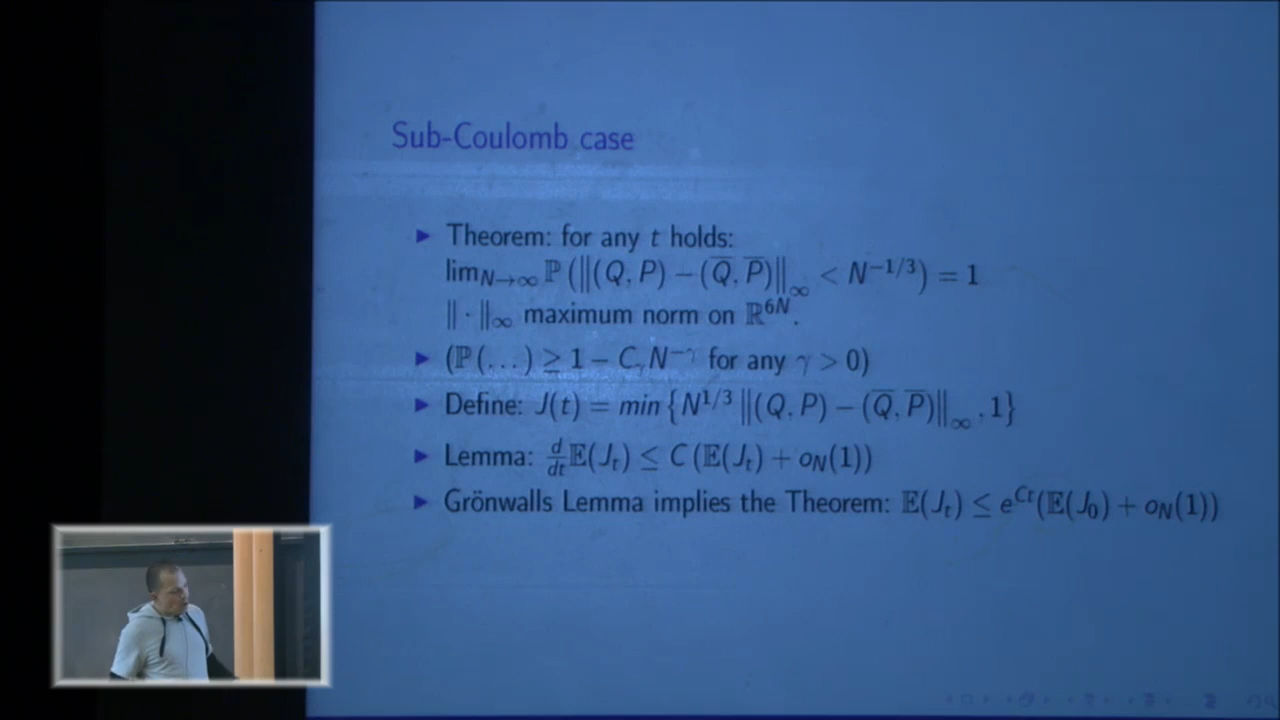 Sub-Coulomb case
▶ Theorem: for any t holds:
lim_{N→∞} ℙ (‖(Q, P) − (Q̅, P̅)‖_∞ < N^{−1/3}) = 1
‖ · ‖_∞ maximum norm on ℝ^{6N}.
▶ (ℙ (. . .) ≥ 1 − C_γ N^{−γ} for any γ > 0)
▶ Define: J(t) = min {N^{1/3} ‖(Q, P) − (Q̅, P̅)‖_∞ , 1}
▶ Lemma: d/dt 𝔼(J_t) ≤ C (𝔼(J_t) + o_N(1))
▶ Grönwalls Lemma implies the Theorem: 𝔼(J_t) ≤ e^{Ct}(𝔼(J_0) + o_N(1))